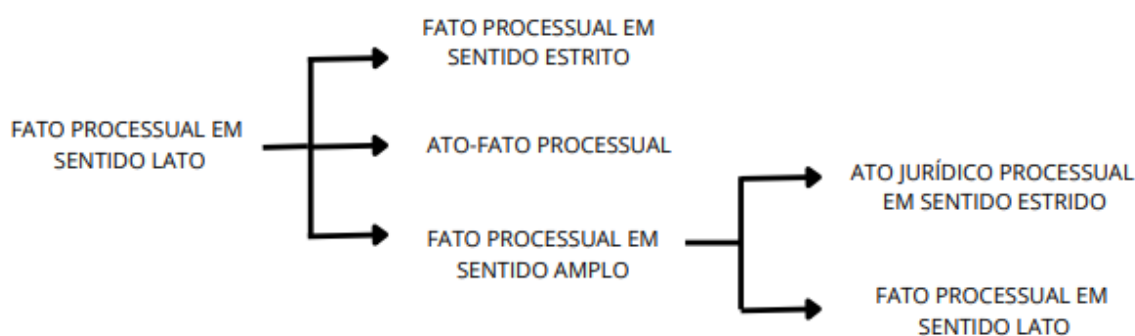 FATO PROCESSUAL EM
SENTIDO LATO
FATO PROCESSUAL EM
SENTIDO ESTRITO
ATO-FATO PROCESSUAL
FATO PROCESSUAL EM
SENTIDO AMPLO
ATO JURÍDICO PROCESSUAL
EM SENTIDO ESTRIDO
FATO PROCESSUAL EM
SENTIDO LATO